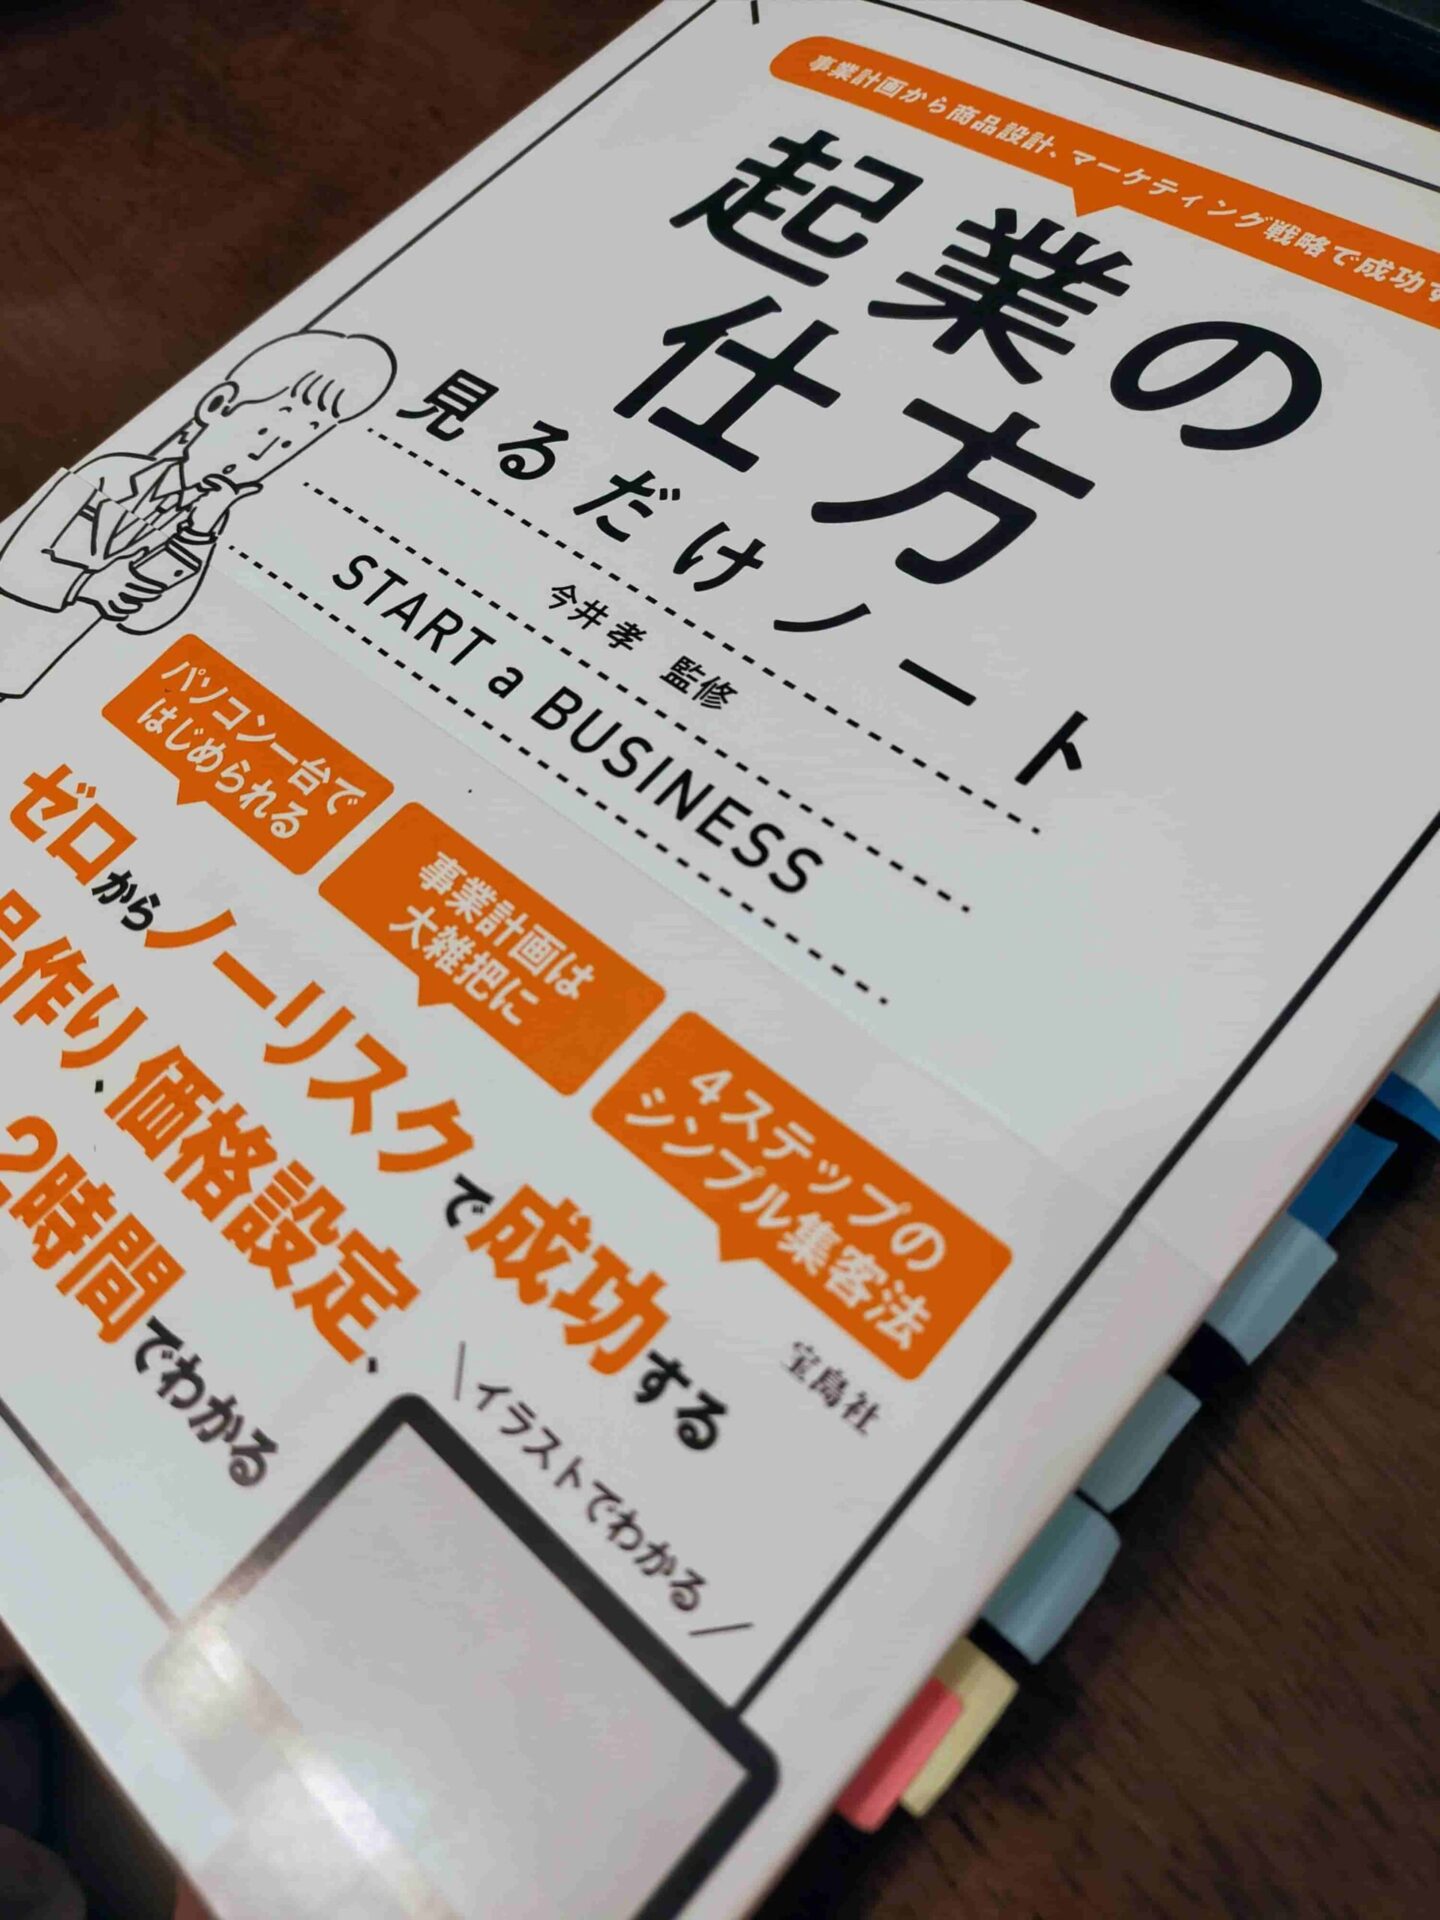 事業計画から商品設計、マーケティング戦略で成功す
起業の
仕方
見るだけノート
今井孝 監修
START a BUSINESS
パソコン一台で
はじめられる
事業計画は
大雑把に
4ステップの
シンプル集客法
ゼロからノーリスクで成功する
品作り、価格設定、
2時間でわかる
宝島社
イラストでわかる